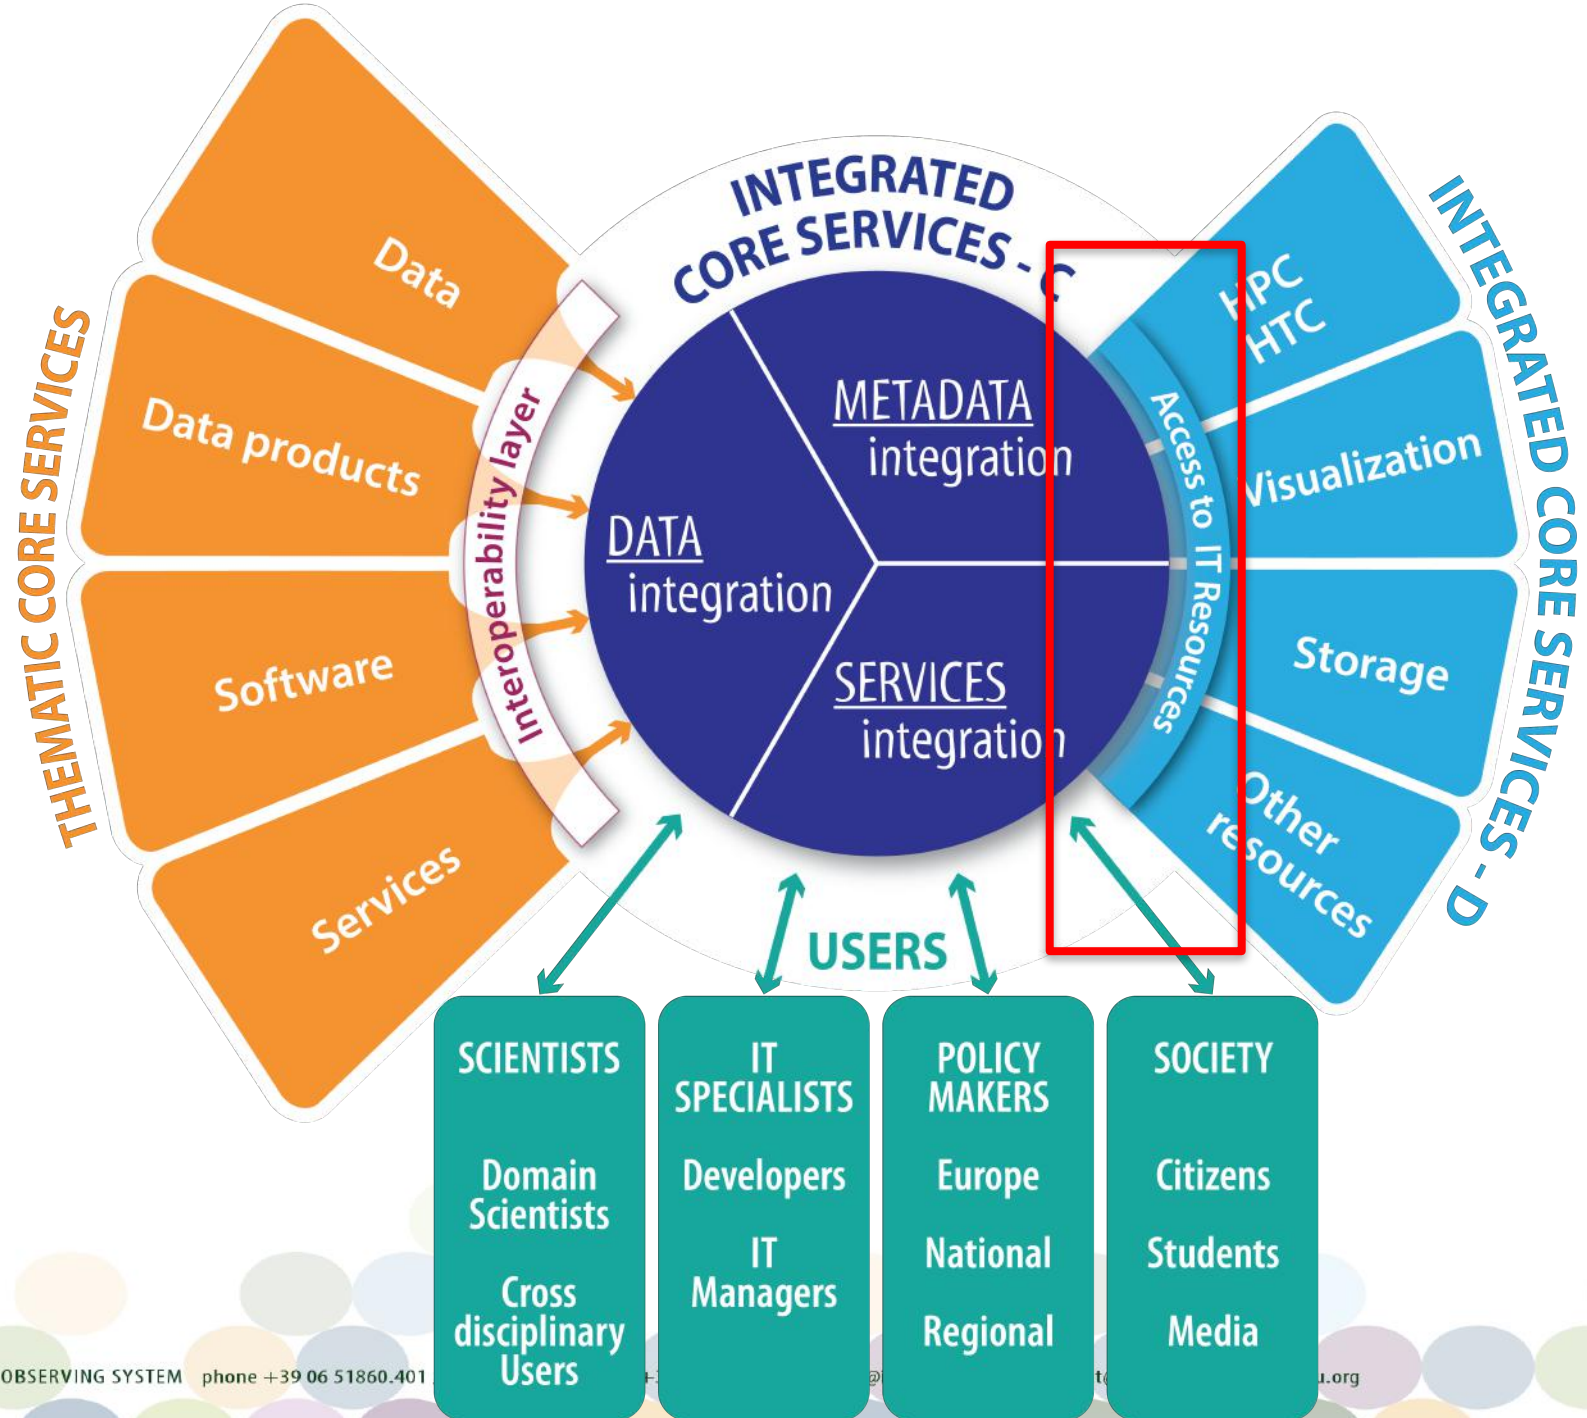 THEMATIC CORE SERVICES
Data
Data products
Software
Services
Interoperability layer
INTEGRATED
CORE SERVICES - C
METADATA
integration
DATA
integration
SERVICES
integration
Access to IT Resources
HPC
HTC
Visualization
Storage
Other
resources
INTEGRATED CORE SERVICES - D
USERS
SCIENTISTS
Domain
Scientists
Cross
disciplinary
Users
IT
SPECIALISTS
Developers
IT
Managers
POLICY
MAKERS
Europe
National
Regional
SOCIETY
Citizens
Students
Media
OBSERVING SYSTEM phone +39 06 51860.401